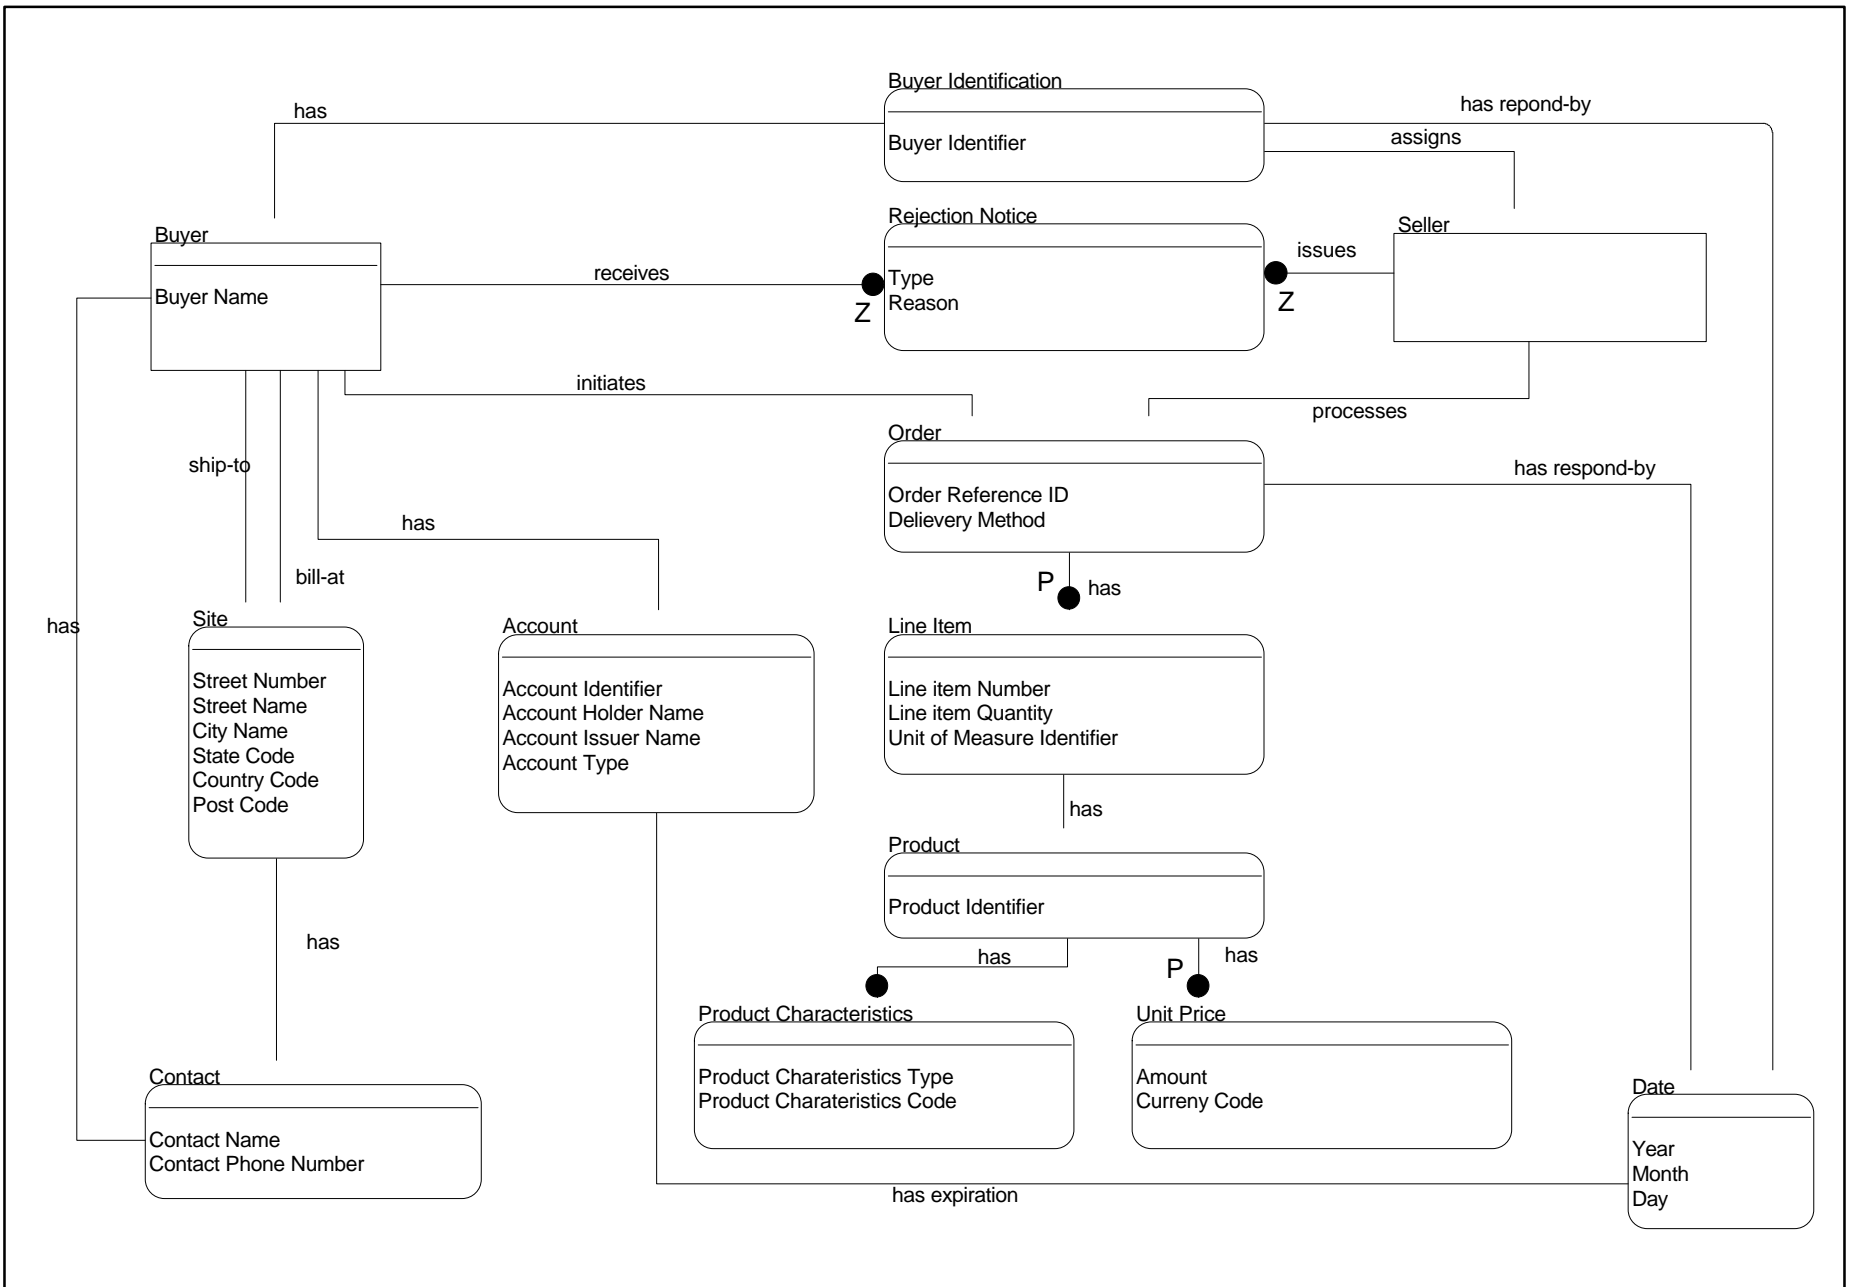 Buyer Identification
has
has repond-by
Buyer Identifier
assigns
Rejection Notice
Seller
Buyer
receives
issues
Type
Reason
Z
Z
Buyer Name
initiates
processes
Order
ship-to
has respond-by
Order Reference ID
Delievery Method
has
bill-at
P
has
has
Site
Street Number
Street Name
City Name
State Code
Country Code
Post Code
Account
Account Identifier
Account Holder Name
Account Issuer Name
Account Type
Line Item
Line item Number
Line item Quantity
Unit of Measure Identifier
has
Product
Product Identifier
has
has
P
has
Product Characteristics
Product Charateristics Type
Product Charateristics Code
Unit Price
Amount
Curreny Code
Contact
Contact Name
Contact Phone Number
Date
Year
Month
Day
has expiration